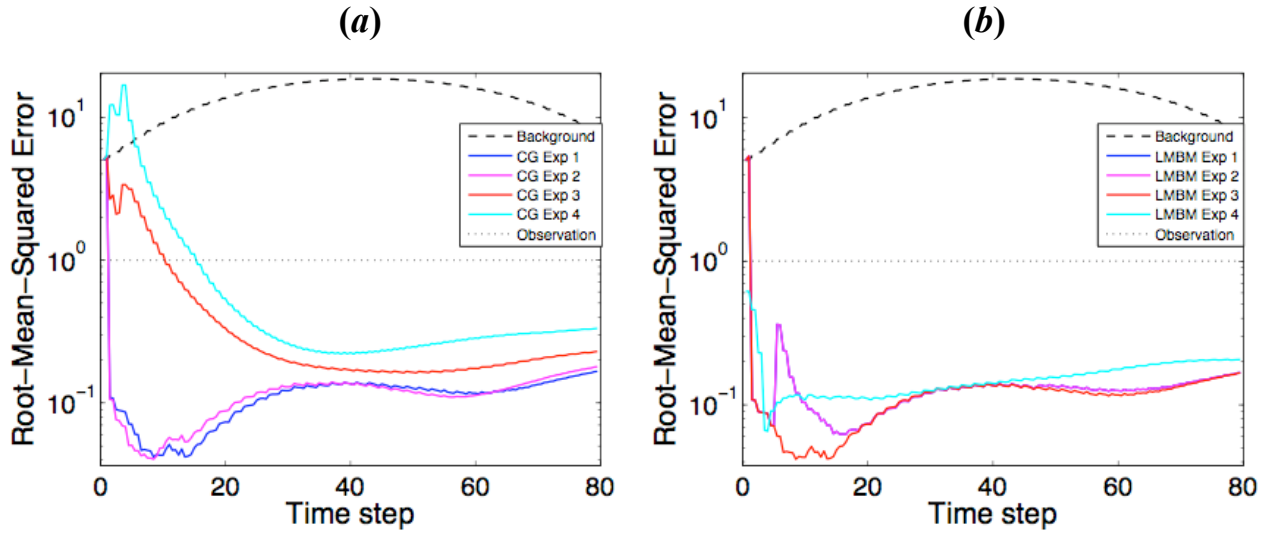 (a)
Root−Mean−Squared Error
10^1
10^0
10^−1
0 20 40 60 80
Time step
Background
CG Exp 1
CG Exp 2
CG Exp 3
CG Exp 4
Observation
(b)
Root−Mean−Squared Error
10^1
10^0
10^−1
0 20 40 60 80
Time step
Background
LMBM Exp 1
LMBM Exp 2
LMBM Exp 3
LMBM Exp 4
Observation